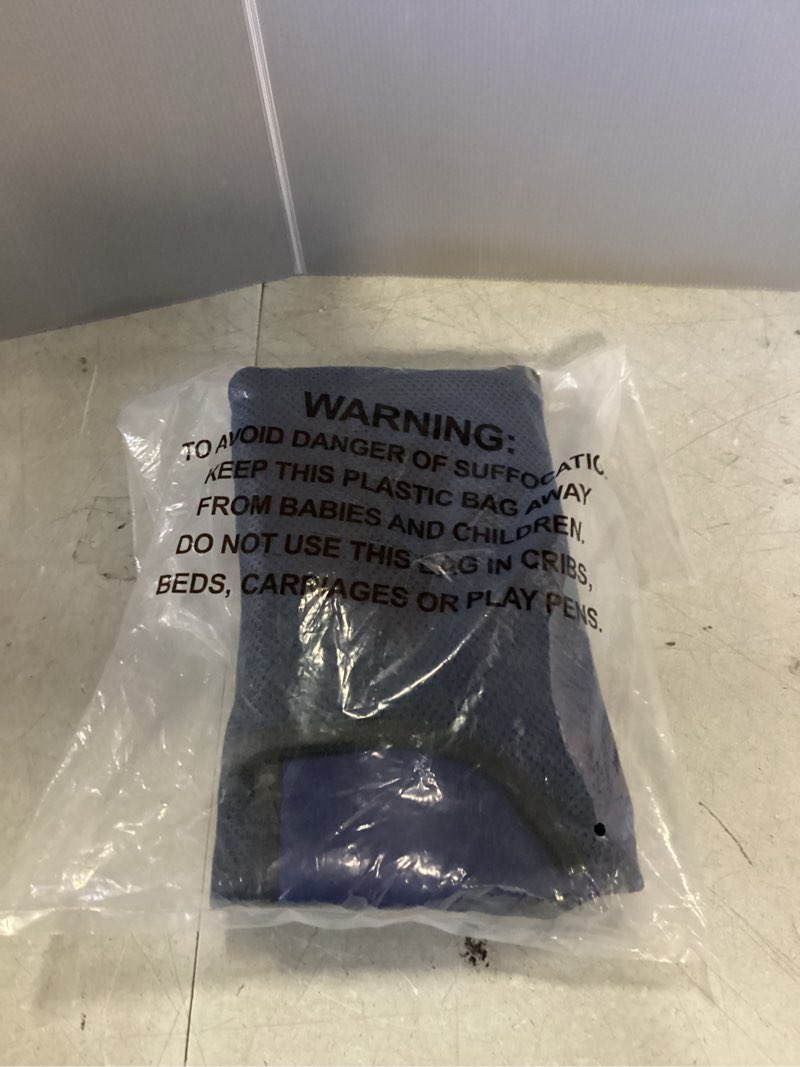 WARNING:
TO AVOID DANGER OF SUFFOCATIO
KEEP THIS PLASTIC BAG AWAY
FROM BABIES AND CHILDREN.
DO NOT USE THIS BAG IN CRIBS,
BEDS, CARRIAGES OR PLAY PENS.